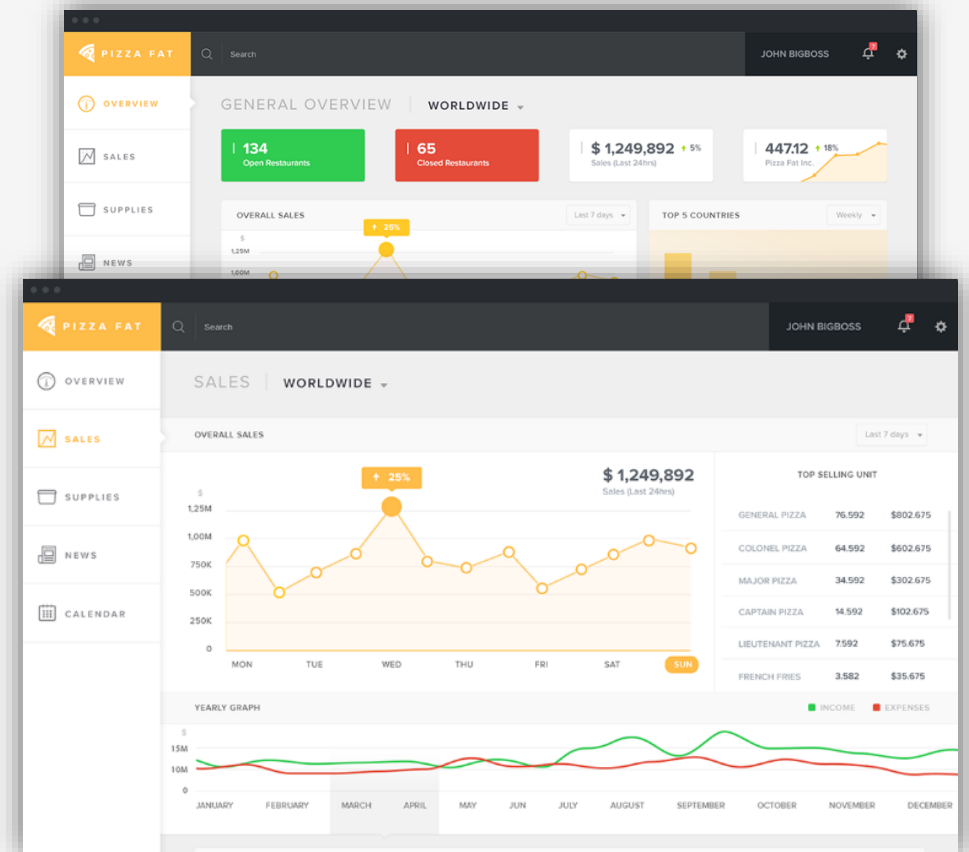 PIZZA FAT
Search
JOHN BIGBOSS
7
OVERVIEW
SALES
SUPPLIES
NEWS
GENERAL OVERVIEW WORLDWIDE
134
Open Restaurants
65
Closed Restaurants
$ 1,249,892 5%
Sales (Last 24hrs)
447.12 18%
Pizza Fat Inc.
OVERALL SALES
Last 7 days
26%
$
1,25M
1,00M
TOP 5 COUNTRIES
Weekly
PIZZA FAT
Search
JOHN BIGBOSS
7
OVERVIEW
SALES
SUPPLIES
NEWS
CALENDAR
SALES WORLDWIDE
OVERALL SALES
Last 7 days
25%
$ 1,249,892
Sales (Last 24hrs)
$
1,25M
1,00M
750K
500K
250K
0
MON TUE WED THU FRI SAT SUN
TOP SELLING UNIT
GENERAL PIZZA 76.592 $802.675
COLONEL PIZZA 64.592 $602.675
MAJOR PIZZA 34.592 $302.675
CAPTAIN PIZZA 14.592 $102.675
LIEUTENANT PIZZA 7.592 $75.675
FRENCH FRIES 3.582 $35.675
YEARLY GRAPH
INCOME EXPENSES
$
15M
10M
0
JANUARY FEBRUARY MARCH APRIL MAY JUN JULY AUGUST SEPTEMBER OCTOBER NOVEMBER DECEMBER